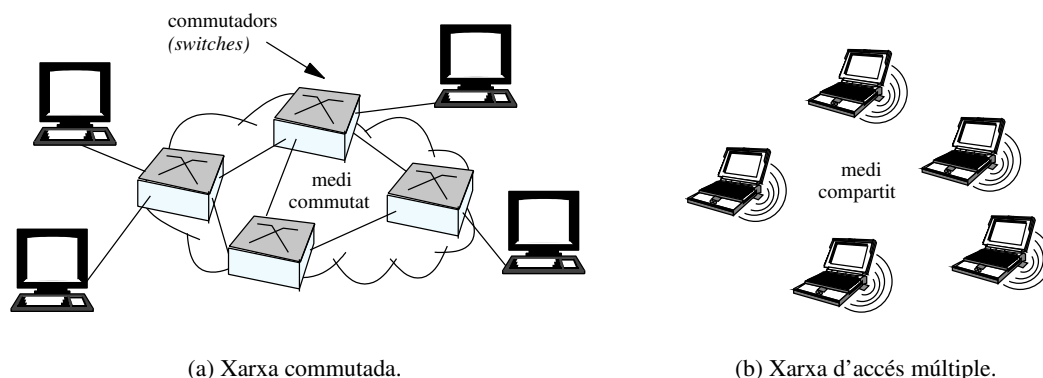 commutadors
(switches)
medi
commutat
medi
compartit
(a) Xarxa commutada.
(b) Xarxa d'accés múltiple.